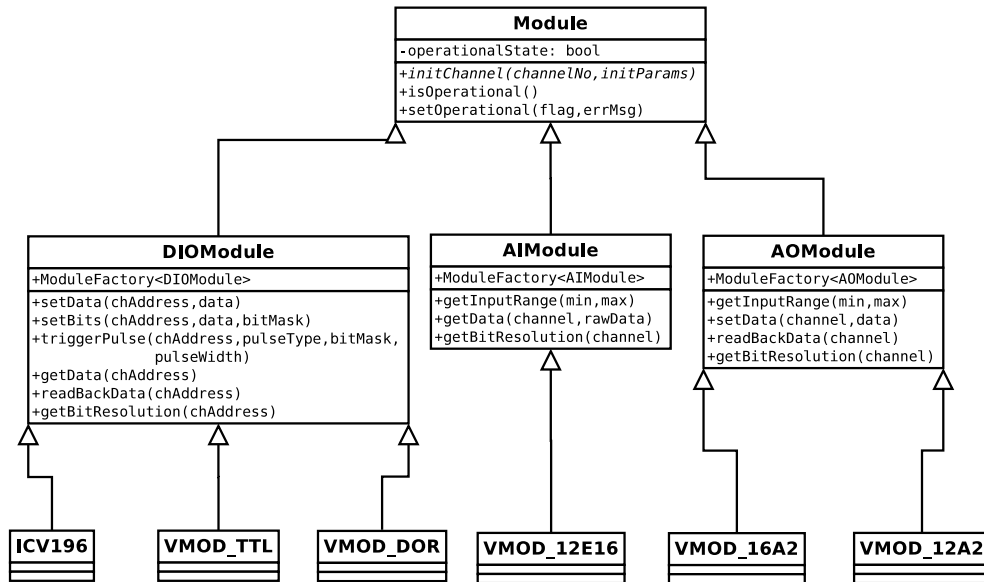 Module
-operationalState: bool
+initChannel(channelNo,initParams)
+isOperational()
+setOperational(flag,errMsg)
DIOModule
+ModuleFactory<DIOModule>
+setData(chAddress,data)
+setBits(chAddress,data,bitMask)
+triggerPulse(chAddress,pulseType,bitMask,
pulseWidth)
+getData(chAddress)
+readBackData(chAddress)
+getBitResolution(chAddress)
AIModule
+ModuleFactory<AIModule>
+getInputRange(min,max)
+getData(channel,rawData)
+getBitResolution(channel)
AOModule
+ModuleFactory<AOModule>
+getInputRange(min,max)
+setData(channel,data)
+readBackData(channel)
+getBitResolution(channel)
ICV196
VMOD_TTL
VMOD_DOR
VMOD_12E16
VMOD_16A2
VMOD_12A2